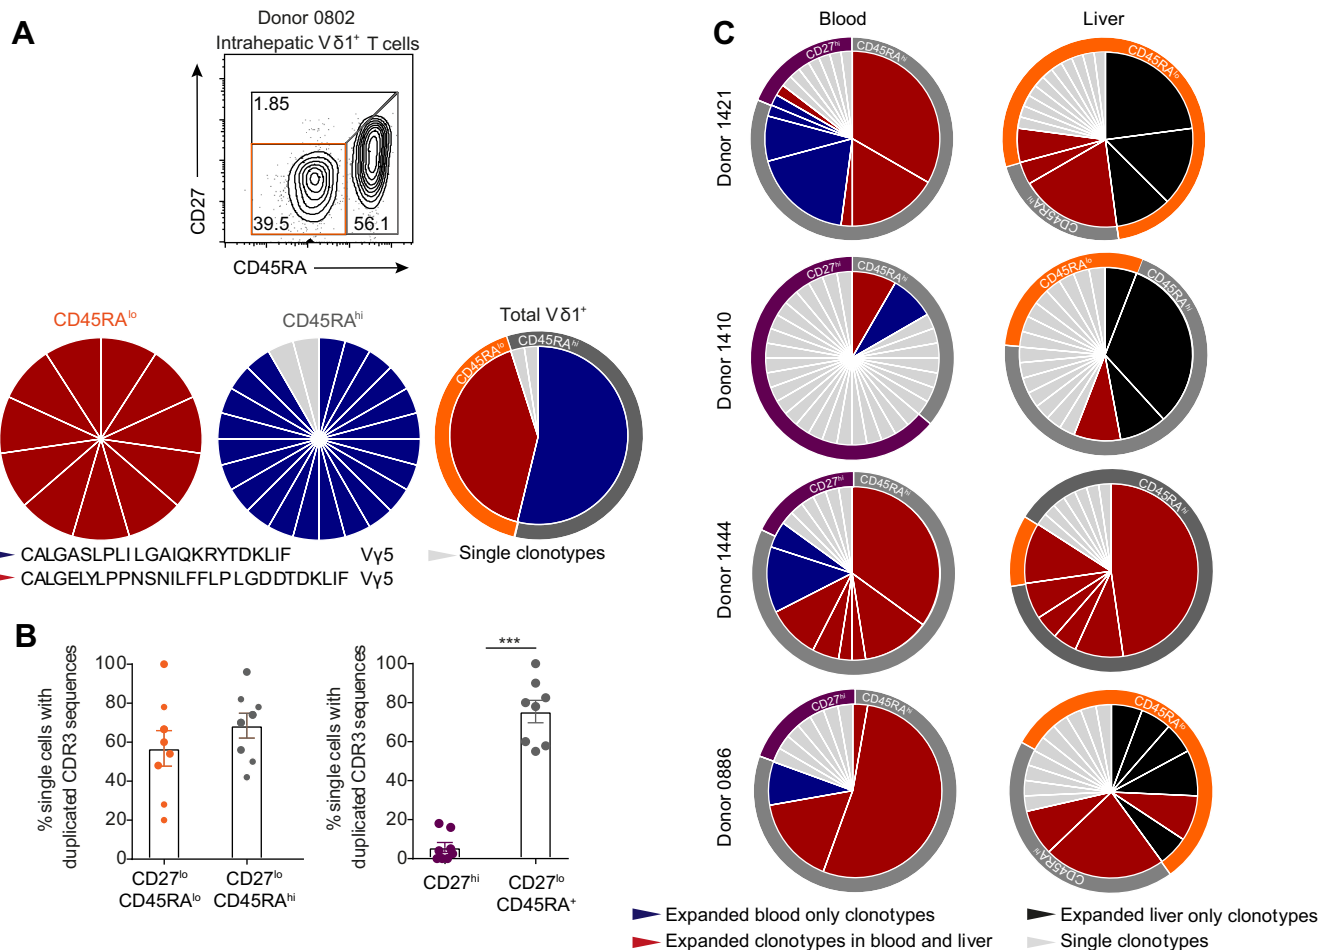 A
Donor 0802
Intrahepatic Vδ1⁺ T cells
1.85
39.5
56.1
CD27
CD45RA
CD45RAˡᵒ
CD45RAʰⁱ
Total Vδ1⁺
CD45RAˡᵒ
CD45RAʰⁱ
CALGASLPLILGAIQKRYTDKLIF Vγ5
CALGELYLPPNSNILFFLPLGDDTDKLIF Vγ5
Single clonotypes
B
% single cells with
duplicated CDR3 sequences
100
80
60
40
20
0
CD27ˡᵒ
CD45RAˡᵒ
CD27ˡᵒ
CD45RAʰⁱ
% single cells with
duplicated CDR3 sequences
100
80
60
40
20
0
***
CD27ʰⁱ
CD27ˡᵒ
CD45RA⁺
C
Blood
Liver
Donor 1421
CD27ʰⁱ
CD45RAʰⁱ
CD45RAˡᵒ
CD45RAʰⁱ
Donor 1410
CD27ʰⁱ
CD45RAʰⁱ
CD45RAˡᵒ
CD45RAʰⁱ
Donor 1444
CD27ʰⁱ
CD45RAʰⁱ
CD45RAʰⁱ
Donor 0886
CD27ʰⁱ
CD45RAʰⁱ
CD45RAˡᵒ
CD45RAʰⁱ
Expanded blood only clonotypes
Expanded clonotypes in blood and liver
Expanded liver only clonotypes
Single clonotypes